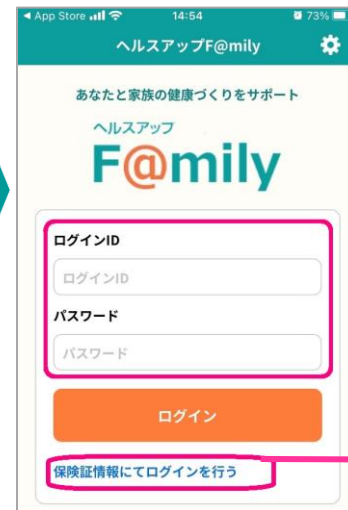 App Store 14:54 73%
ヘルスアップF@mily
あなたと家族の健康づくりをサポート
ヘルスアップ
F@mily
ログインID
ログインID
パスワード
パスワード
ログイン
保険証情報にてログインを行う